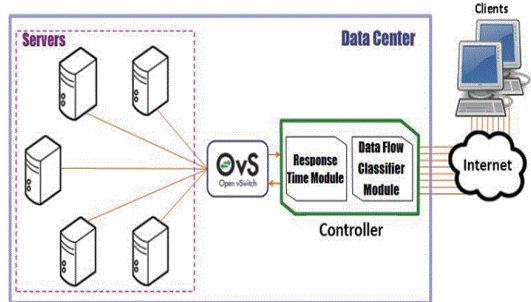 Clients
Servers
Data Center
OvS
Open vSwitch
Response
Time Module
Data Flow
Classifier
Module
Internet
Controller